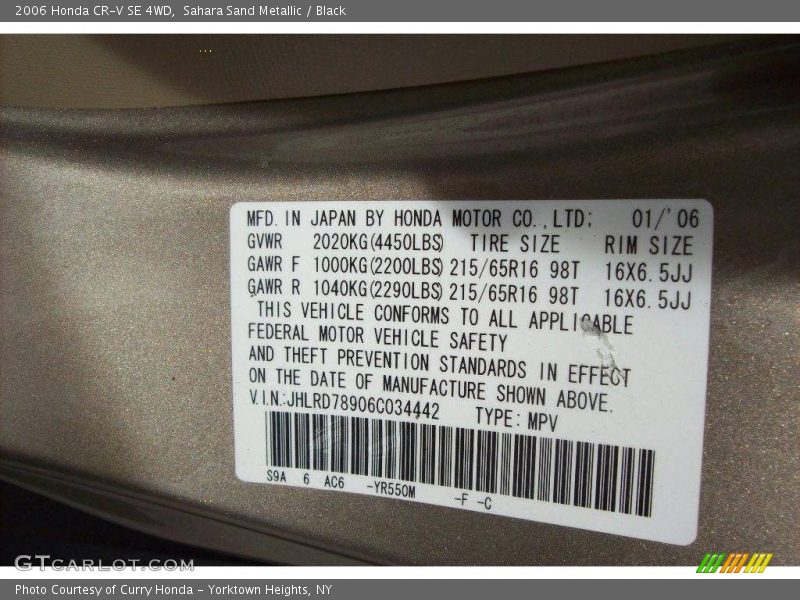 2006 Honda CR-V SE 4WD,  Sahara Sand Metallic / Black
MFD. IN JAPAN BY HONDA MOTOR CO.,LTD: 01/'06
GVWR 2020KG(4450LBS) TIRE SIZE RIM SIZE
GAWR F 1000KG(2200LBS) 215/65R16 98T 16X6.5JJ
GAWR R 1040KG(2290LBS) 215/65R16 98T 16X6.5JJ
THIS VEHICLE CONFORMS TO ALL APPLICABLE
FEDERAL MOTOR VEHICLE SAFETY
AND THEFT PREVENTION STANDARDS IN EFFECT
ON THE DATE OF MANUFACTURE SHOWN ABOVE.
V.I.N:JHLRD78906C034442 TYPE: MPV
S9A 6 AC6 -YR550M -F -C
GTCARLOT.COM
Photo Courtesy of Curry Honda - Yorktown Heights, NY